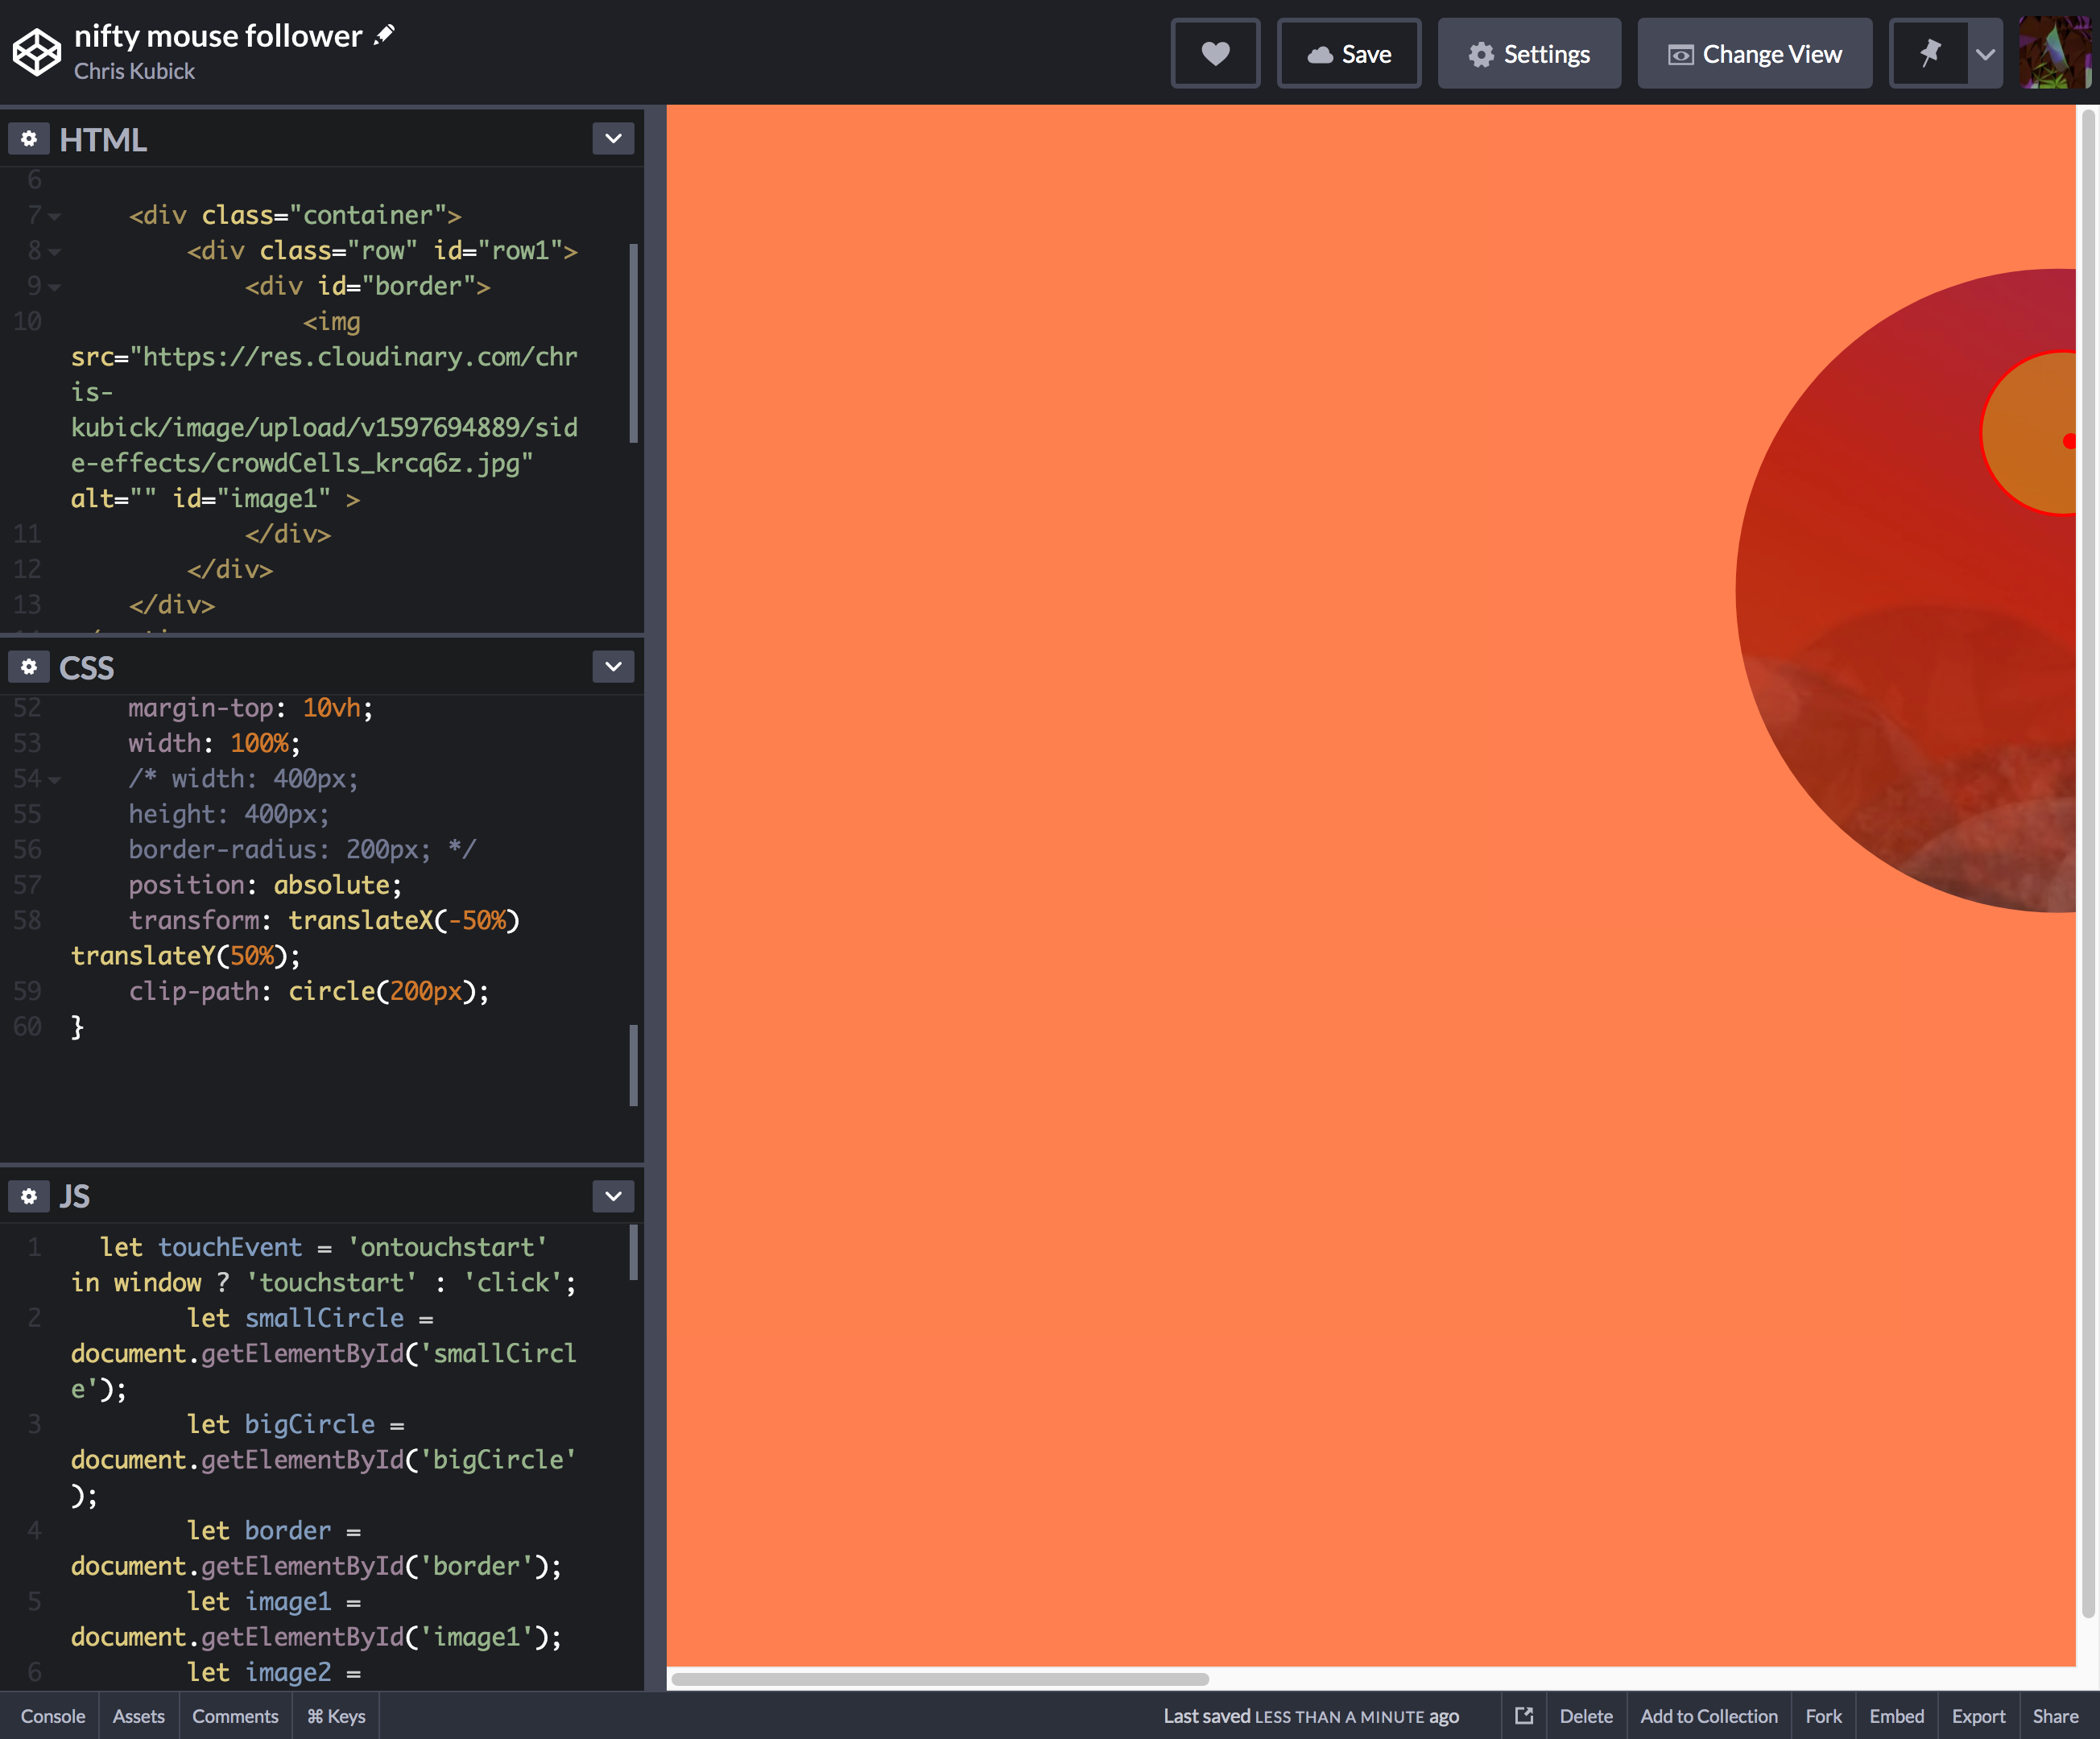 nifty mouse follower
Chris Kubick
Save
Settings
Change View
HTML
6
7 <div class="container">
8 <div class="row" id="row1">
9 <div id="border">
10 <img
src="https://res.cloudinary.com/chr
is-
kubick/image/upload/v1597694889/sid
e-effects/crowdCells_krcq6z.jpg"
alt="" id="image1" >
11 </div>
12 </div>
13 </div>
CSS
52 margin-top: 10vh;
53 width: 100%;
54 /* width: 400px;
55 height: 400px;
56 border-radius: 200px; */
57 position: absolute;
58 transform: translateX(-50%)
translateY(50%);
59 clip-path: circle(200px);
60 }
JS
1 let touchEvent = 'ontouchstart'
in window ? 'touchstart' : 'click';
2 let smallCircle =
document.getElementById('smallCircl
e');
3 let bigCircle =
document.getElementById('bigCircle'
);
4 let border =
document.getElementById('border');
5 let image1 =
document.getElementById('image1');
6 let image2 =
Console
Assets
Comments
⌘ Keys
Last saved LESS THAN A MINUTE ago
Delete
Add to Collection
Fork
Embed
Export
Share